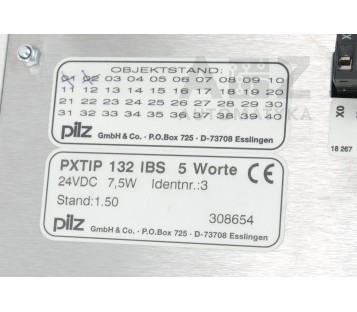 OBJEKTSTAND:
01 02 03 04 05 06 07 08 09 10
11 12 13 14 15 16 17 18 19 20
21 22 23 24 25 26 27 28 29 30
31 32 33 34 35 36 37 38 39 40
pilz GmbH & Co. · P.O.Box 725 · D-73708 Esslingen
PXTIP 132 IBS 5 Worte CE
24VDC 7,5W Identnr.:3
Stand:1.50
308654
pilz GmbH & Co. · P.O.Box 725 · D-73708 Esslingen
X0
18 267
AUTOMATYKA